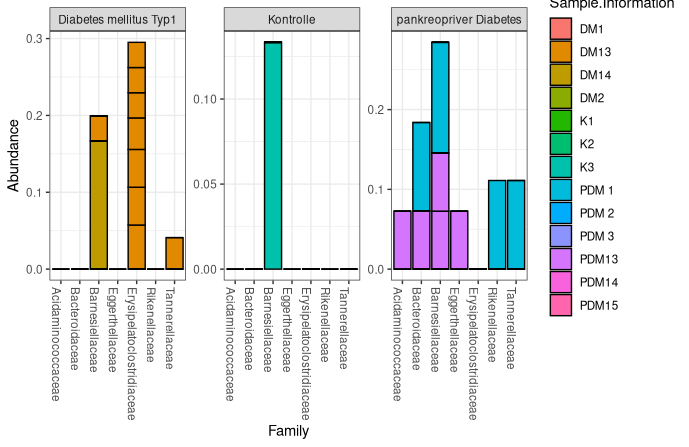 Sample.Information
Diabetes mellitus Typ1
Kontrolle
pankreopriver Diabetes
Abundance
0.3
0.2
0.1
0.0
0.10
0.05
0.00
0.2
0.1
0.0
Acidaminococcaceae
Bacteroidaceae
Barnesiellaceae
Eggerthellaceae
Erysipelatoclostridiaceae
Rikenellaceae
Tannerellaceae
Acidaminococcaceae
Bacteroidaceae
Barnesiellaceae
Eggerthellaceae
Erysipelatoclostridiaceae
Rikenellaceae
Tannerellaceae
Acidaminococcaceae
Bacteroidaceae
Barnesiellaceae
Eggerthellaceae
Erysipelatoclostridiaceae
Rikenellaceae
Tannerellaceae
Family
DM1
DM13
DM14
DM2
K1
K2
K3
PDM 1
PDM 2
PDM 3
PDM13
PDM14
PDM15